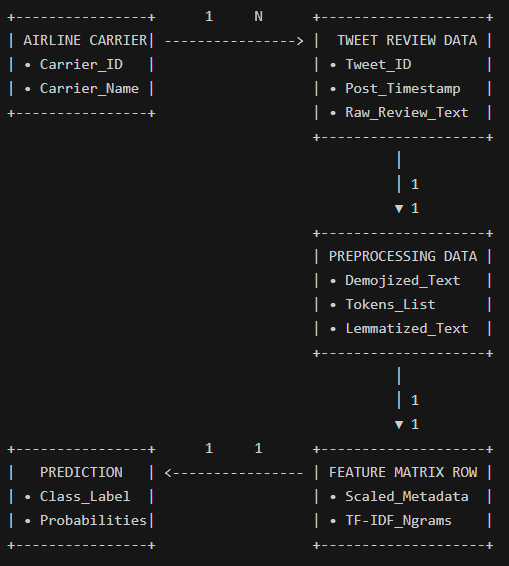 +----------------+      1     N      +--------------------+
| AIRLINE CARRIER| ----------------> |  TWEET REVIEW DATA |
| • Carrier_ID   |                   | • Tweet_ID         |
| • Carrier_Name |                   | • Post_Timestamp   |
+----------------+                   | • Raw_Review_Text  |
                                     +--------------------+
                                               |
                                               | 1
                                               ▼ 1
                                     +--------------------+
                                     | PREPROCESSING DATA |
                                     | • Demojized_Text   |
                                     | • Tokens_List      |
                                     | • Lemmatized_Text  |
                                     +--------------------+
                                               |
                                               | 1
                                               ▼ 1
+----------------+      1     1      +--------------------+
|   PREDICTION   | <---------------- | FEATURE MATRIX ROW |
| • Class_Label  |                   | • Scaled_Metadata  |
| • Probabilities|                   | • TF-IDF_Ngrams    |
+----------------+                   +--------------------+